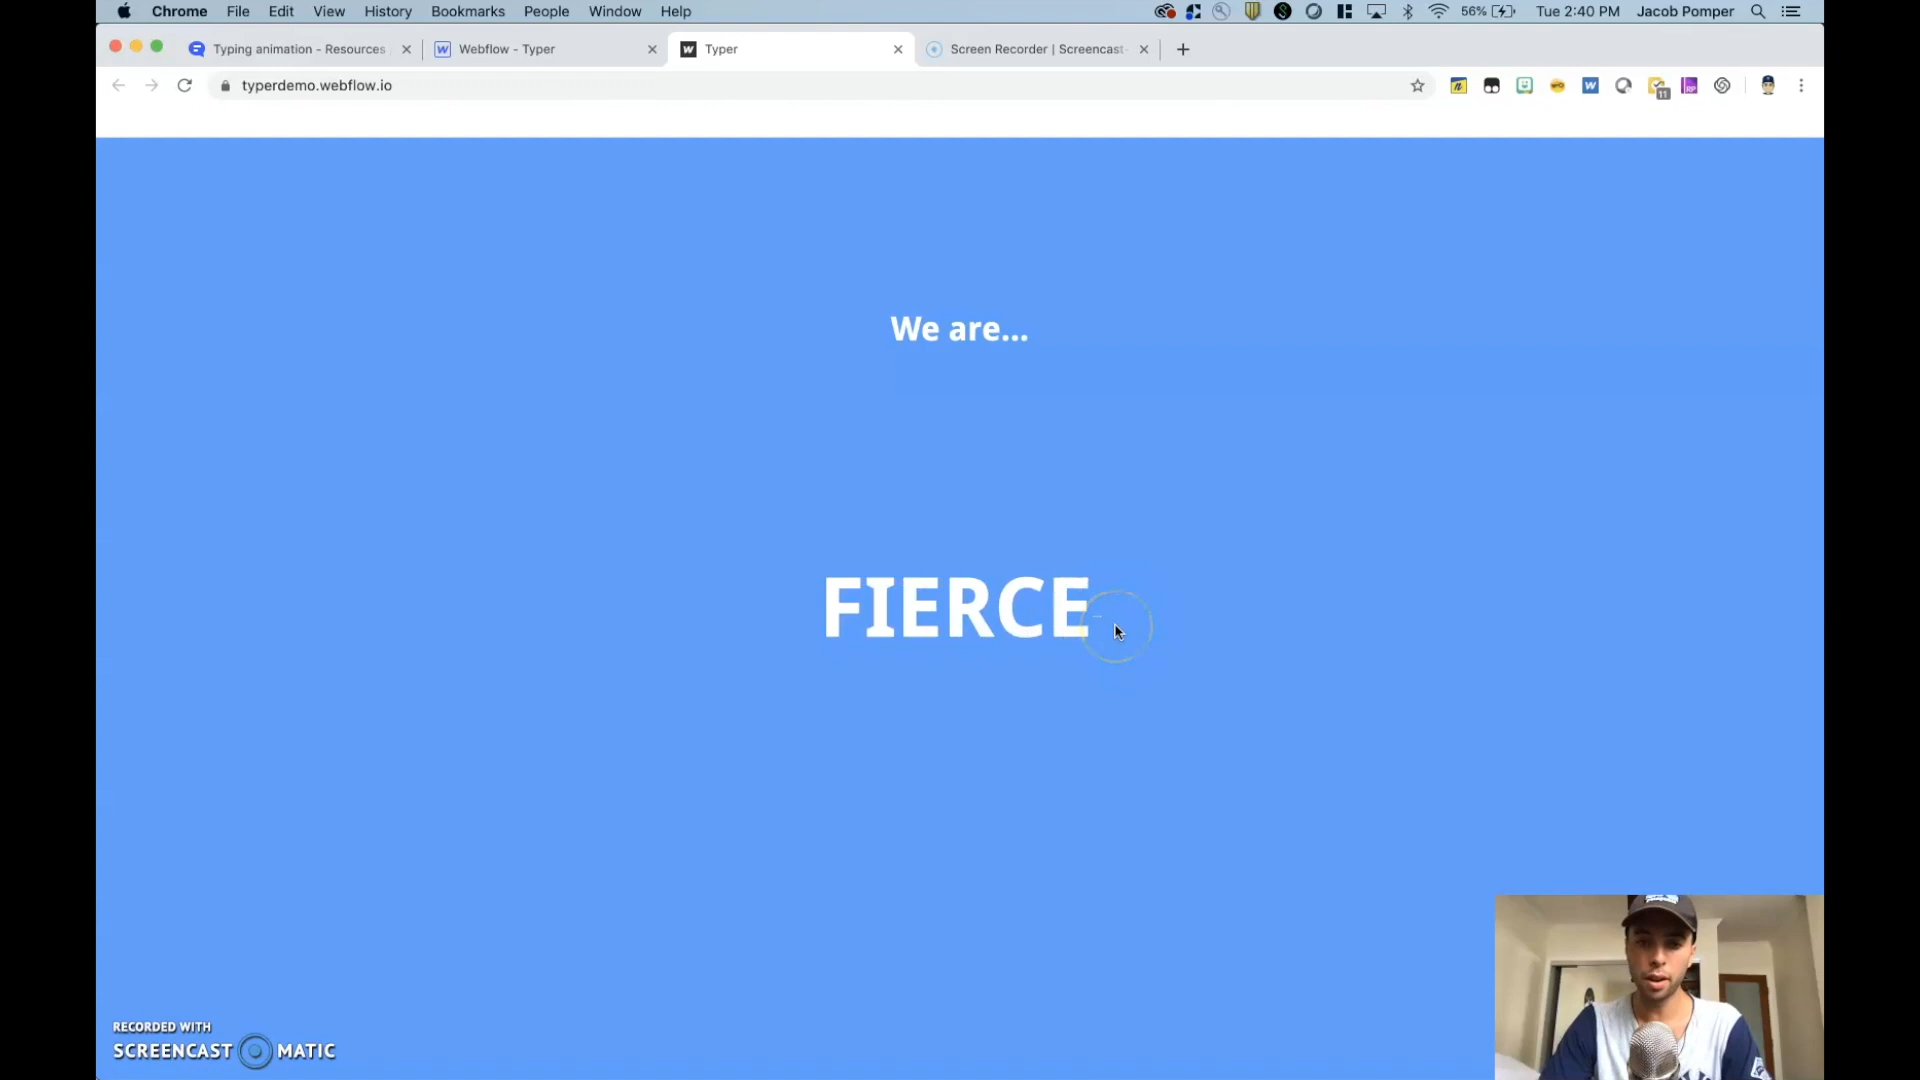 Chrome File Edit View History Bookmarks People Window Help 56% Tue 2:40 PM Jacob Pomper
Typing animation - Resources Webflow - Typer Typer Screen Recorder | Screencast-
typerdemo.webflow.io
11
We are...
FIERCE
RECORDED WITH
SCREENCAST MATIC